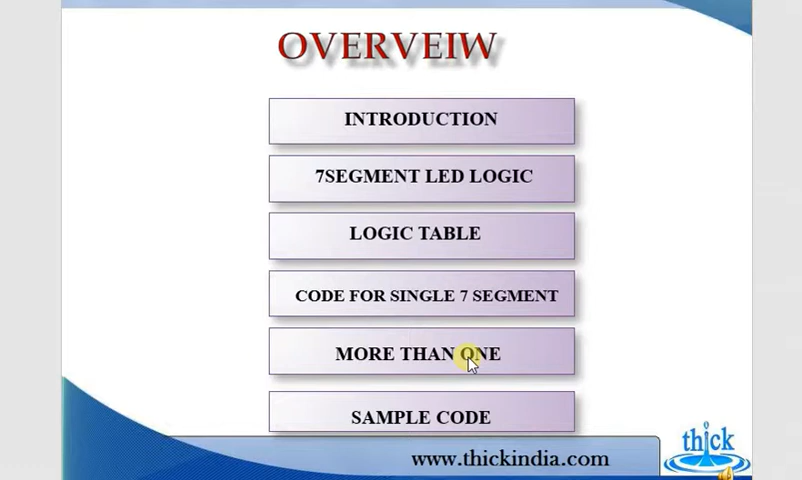 OVERVEIW
INTRODUCTION
7SEGMENT LED LOGIC
LOGIC TABLE
CODE FOR SINGLE 7 SEGMENT
MORE THAN ONE
SAMPLE CODE
www.thickindia.com
thick